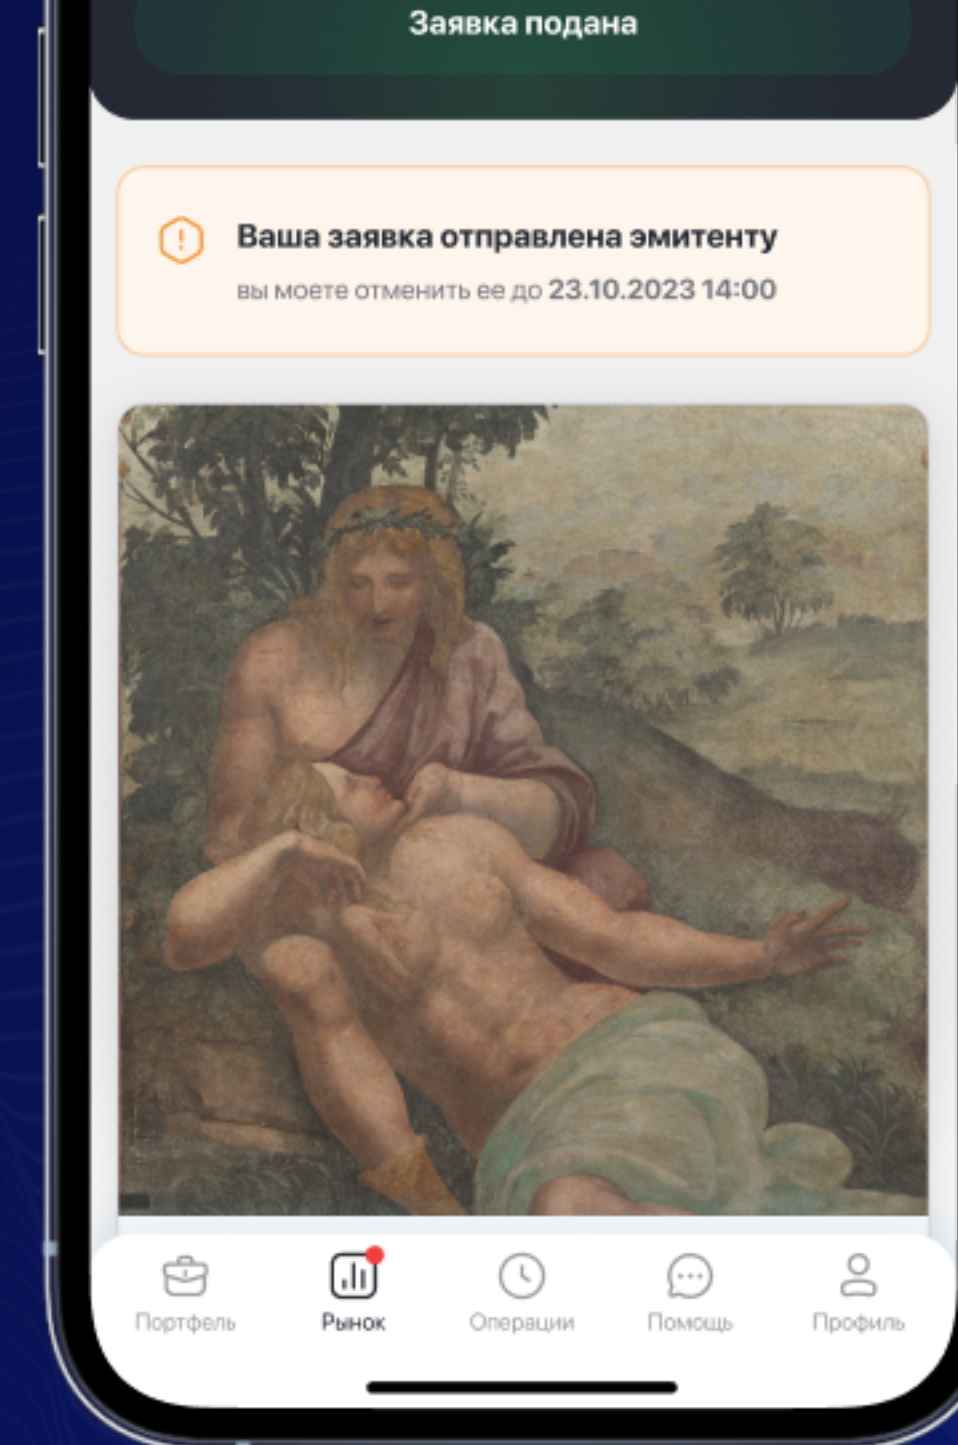 Заявка подана
Ваша заявка отправлена эмитенту
вы моете отменить ее до 23.10.2023 14:00
Портфель
Рынок
Операции
Помощь
Профиль